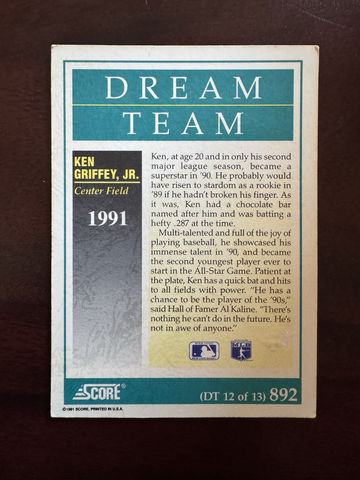 DREAM
TEAM
KEN
GRIFFEY, JR.
Center Field
1991
Ken, at age 20 and in only his second
major league season, became a
superstar in '90. He probably would
have risen to stardom as a rookie in
'89 if he hadn't broken his finger. As
it was, Ken had a chocolate bar
named after him and was batting a
hefty .287 at the time.
Multi-talented and full of the joy of
playing baseball, he showcased his
immense talent in '90, and became
the second youngest player ever to
start in the All-Star Game. Patient at
the plate, Ken has a quick bat and hits
to all fields with power. "He has a
chance to be the player of the '90s,"
said Hall of Famer Al Kaline. "There's
nothing he can't do in the future. He's
not in awe of anyone."
SCORE
(DT 12 of 13) 892
©1991 SCORE, PRINTED IN U.S.A.